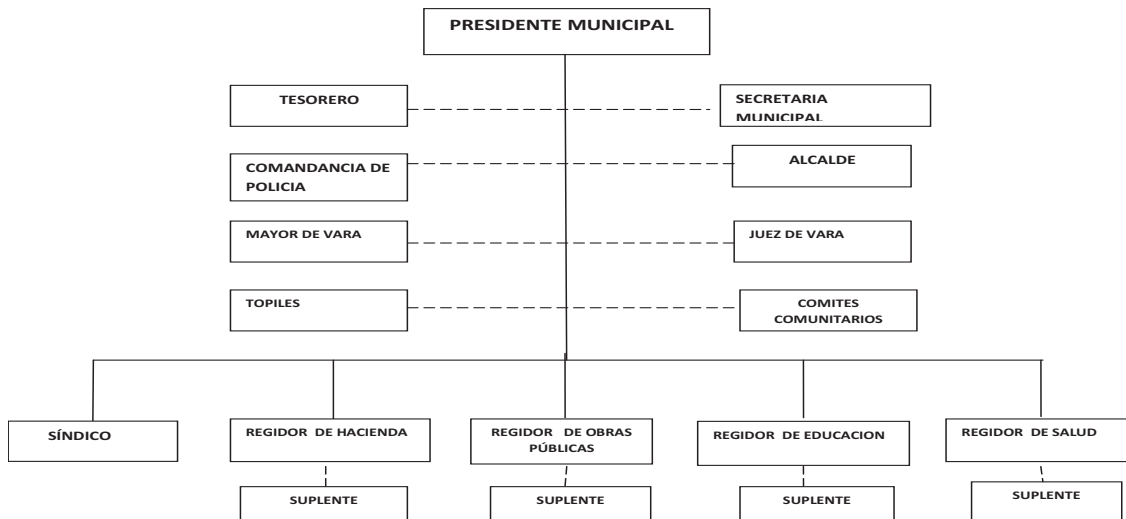 PRESIDENTE MUNICIPAL
TESORERO
SECRETARIA
MUNICIPAL
COMANDANCIA DE
POLICIA
ALCALDE
MAYOR DE VARA
JUEZ DE VARA
TOPILES
COMITES
COMUNITARIOS
SÍNDICO
REGIDOR DE HACIENDA
REGIDOR DE OBRAS
PÚBLICAS
REGIDOR DE EDUCACION
REGIDOR DE SALUD
SUPLENTE
SUPLENTE
SUPLENTE
SUPLENTE